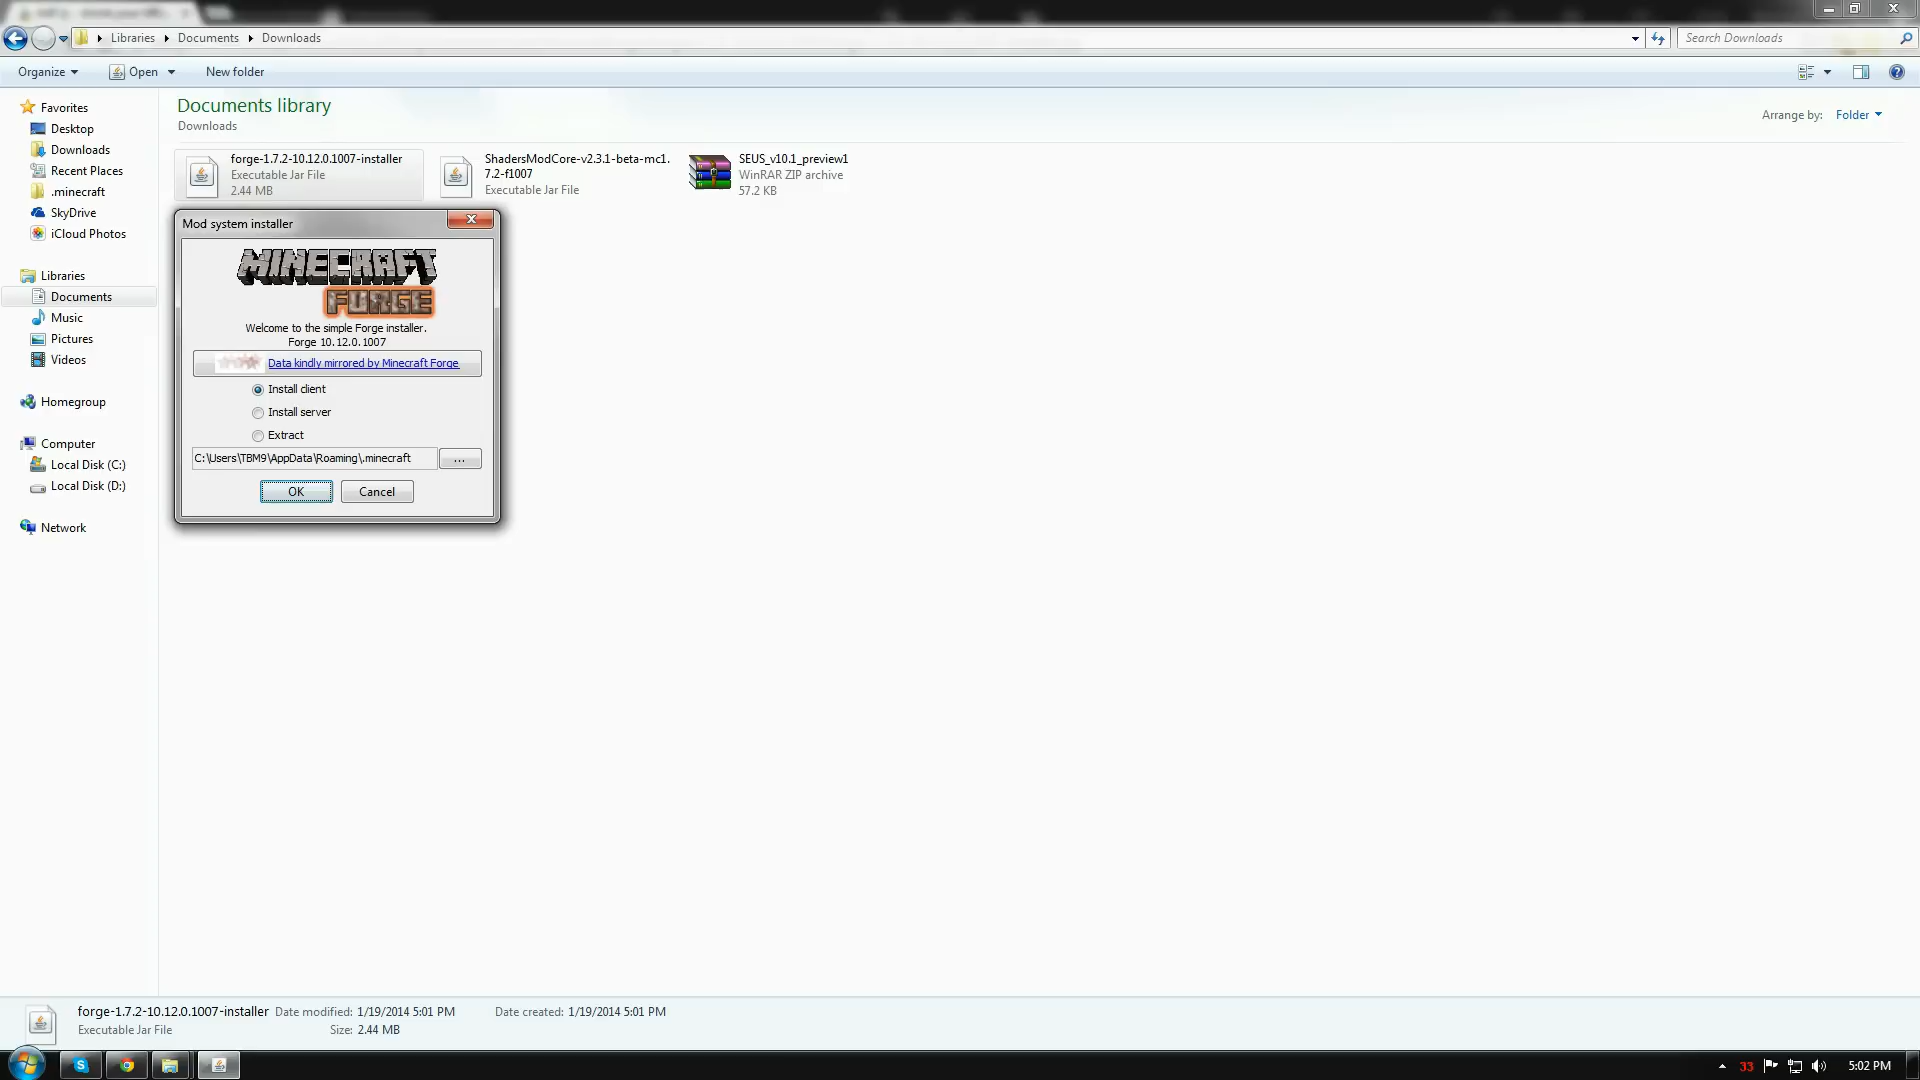 Libraries
Documents
Downloads
Search Downloads
Organize
Open
New folder
Favorites
Desktop
Downloads
Recent Places
.minecraft
SkyDrive
iCloud Photos
Libraries
Documents
Music
Pictures
Videos
Homegroup
Computer
Local Disk (C:)
Local Disk (D:)
Network
Documents library
Downloads
Arrange by: Folder
forge-1.7.2-10.12.0.1007-installer
Executable Jar File
2.44 MB
ShadersModCore-v2.3.1-beta-mc1.
7.2-f1007
Executable Jar File
SEUS_v10.1_preview1
WinRAR ZIP archive
57.2 KB
Mod system installer
MINECRAFT
FORGE
Welcome to the simple Forge installer.
Forge 10.12.0.1007
Data kindly mirrored by Minecraft Forge
Install client
Install server
Extract
C:\Users\TBM9\AppData\Roaming\.minecraft
...
OK
Cancel
forge-1.7.2-10.12.0.1007-installer Date modified: 1/19/2014 5:01 PM Date created: 1/19/2014 5:01 PM
Executable Jar File Size: 2.44 MB
33
5:02 PM